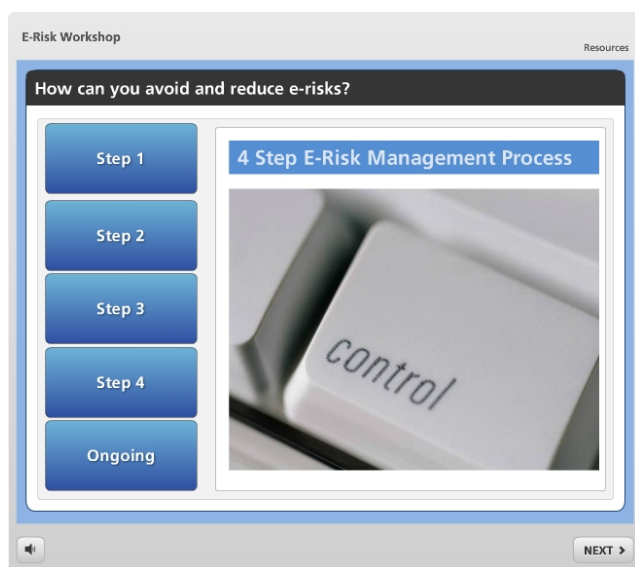 E-Risk Workshop
Resources
How can you avoid and reduce e-risks?
Step 1
Step 2
Step 3
Step 4
Ongoing
4 Step E-Risk Management Process
control
NEXT >